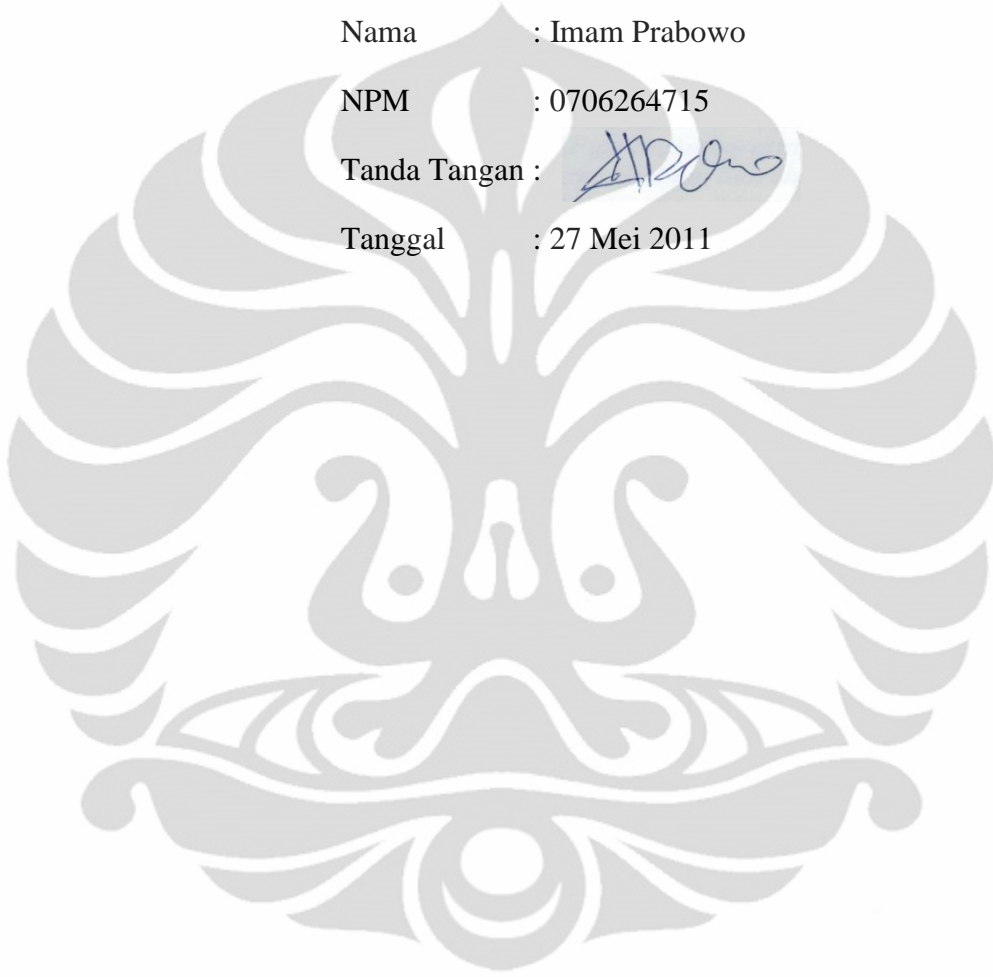 Nama : Imam Prabowo
NPM : 0706264715
Tanda Tangan :
Tanggal : 27 Mei 2011